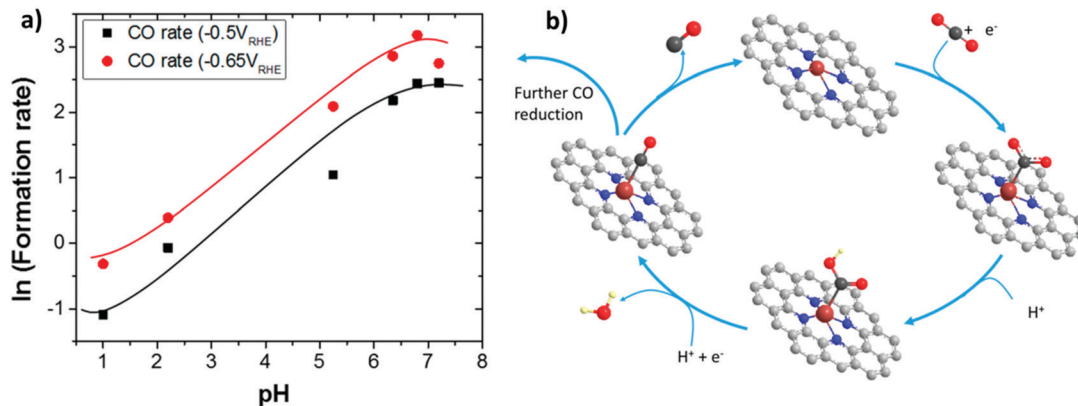 a)
CO rate (-0.5V_RHE)
CO rate (-0.65V_RHE
ln (Formation rate)
3
2
1
0
-1
1
2
3
4
5
6
7
8
pH
b)
+ e⁻
Further CO
reduction
H⁺
H⁺ + e⁻